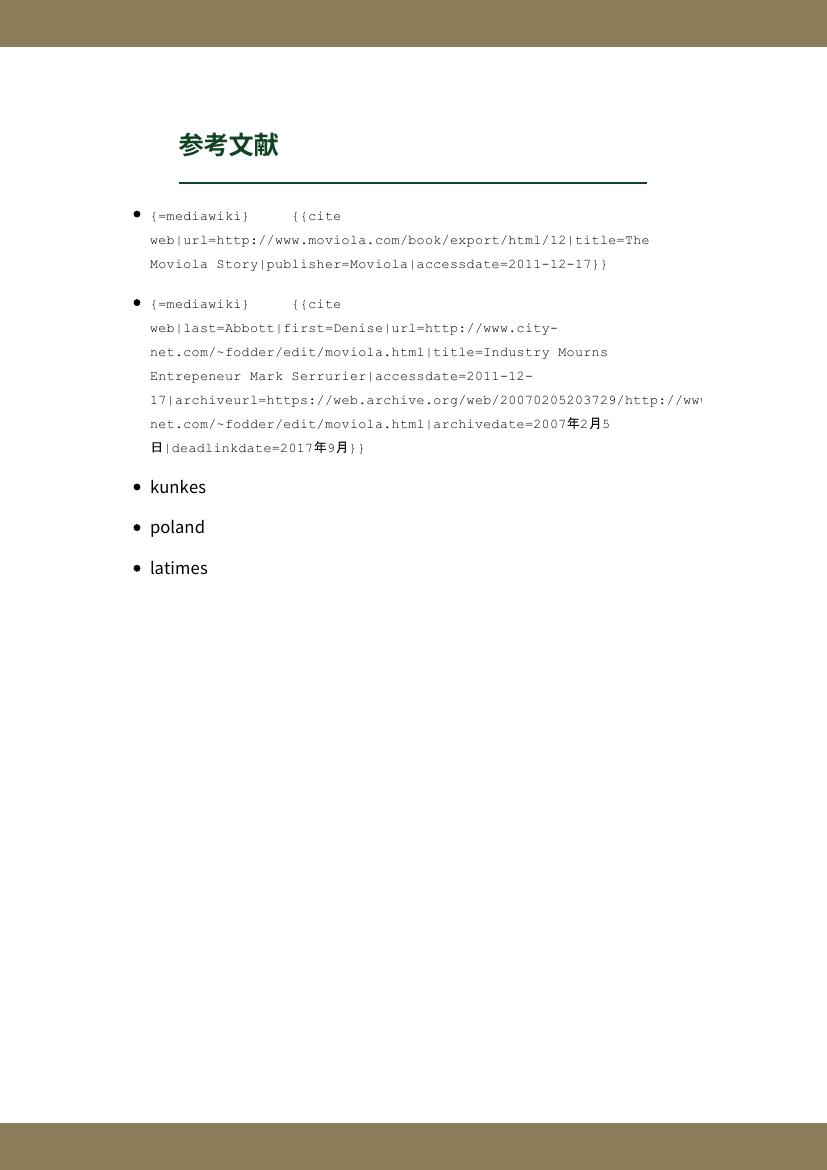 参考文献
{=mediawiki} {{cite
web|url=http://www.moviola.com/book/export/html/12|title=The
Moviola Story|publisher=Moviola|accessdate=2011-12-17}}
{=mediawiki} {{cite
web|last=Abbott|first=Denise|url=http://www.city-
net.com/~fodder/edit/moviola.html|title=Industry Mourns
Entrepeneur Mark Serrurier|accessdate=2011-12-
17|archiveurl=https://web.archive.org/web/20070205203729/http://ww
net.com/~fodder/edit/moviola.html|archivedate=2007年2月5
日|deadlinkdate=2017年9月}}
kunkes
poland
latimes